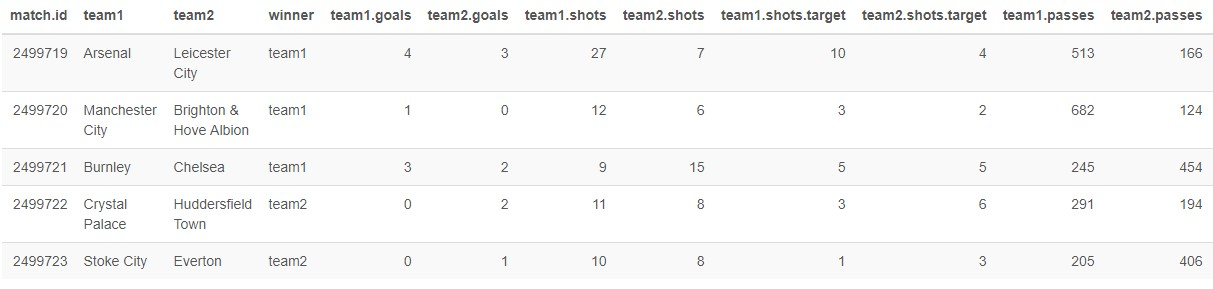 match.id team1 team2 winner team1.goals team2.goals team1.shots team2.shots team1.shots.target team2.shots.target team1.passes team2.passes
2499719 Arsenal Leicester team1 4 3 27 7 10 4 513 166
City
2499720 Manchester Brighton & team1 1 0 12 6 3 2 682 124
City Hove Albion
2499721 Burnley Chelsea team1 3 2 9 15 5 5 245 454
2499722 Crystal Huddersfield team2 0 2 11 8 3 6 291 194
Palace Town
2499723 Stoke City Everton team2 0 1 10 8 1 3 205 406